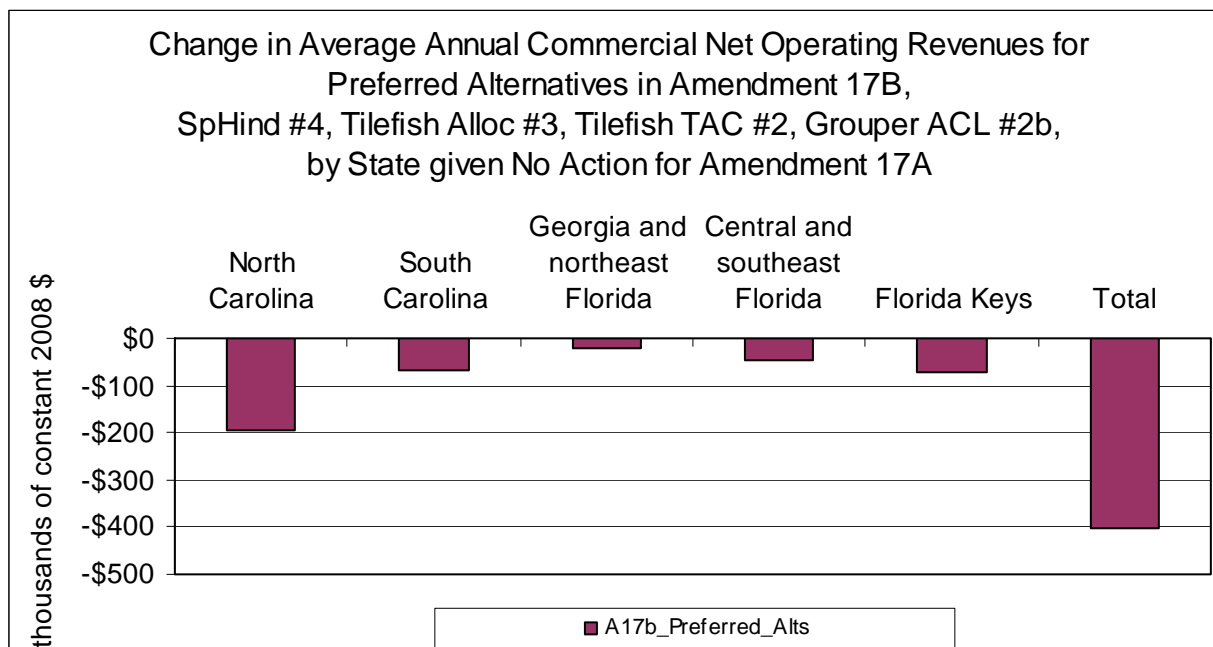 Change in Average Annual Commercial Net Operating Revenues for
Preferred Alternatives in Amendment 17B,
SpHind #4, Tilefish Alloc #3, Tilefish TAC #2, Grouper ACL #2b,
by State given No Action for Amendment 17A
thousands of constant 2008 $
North
Carolina
South
Carolina
Georgia and
northeast
Florida
Central and
southeast
Florida
Florida Keys
Total
$0
-$100
-$200
-$300
-$400
-$500
A17b_Preferred_Alts